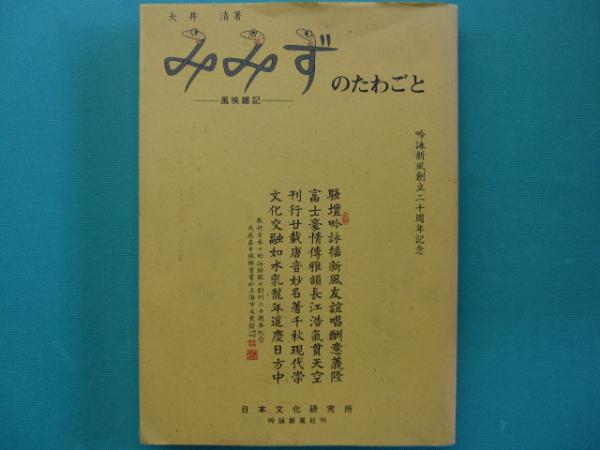 大井 清著
みみずのたわごと
風埃雑記
吟詠新風創立二十周年記念
騒壇吟詠播新風友誼唱酬意義隆
富士豪情傳雅韻長江浩氣貫天空
刊行廿載唐音妙名著千秋現代崇
文化交融如水乳龍年還慶日方中
日本文化研究所
吟詠新風社刊